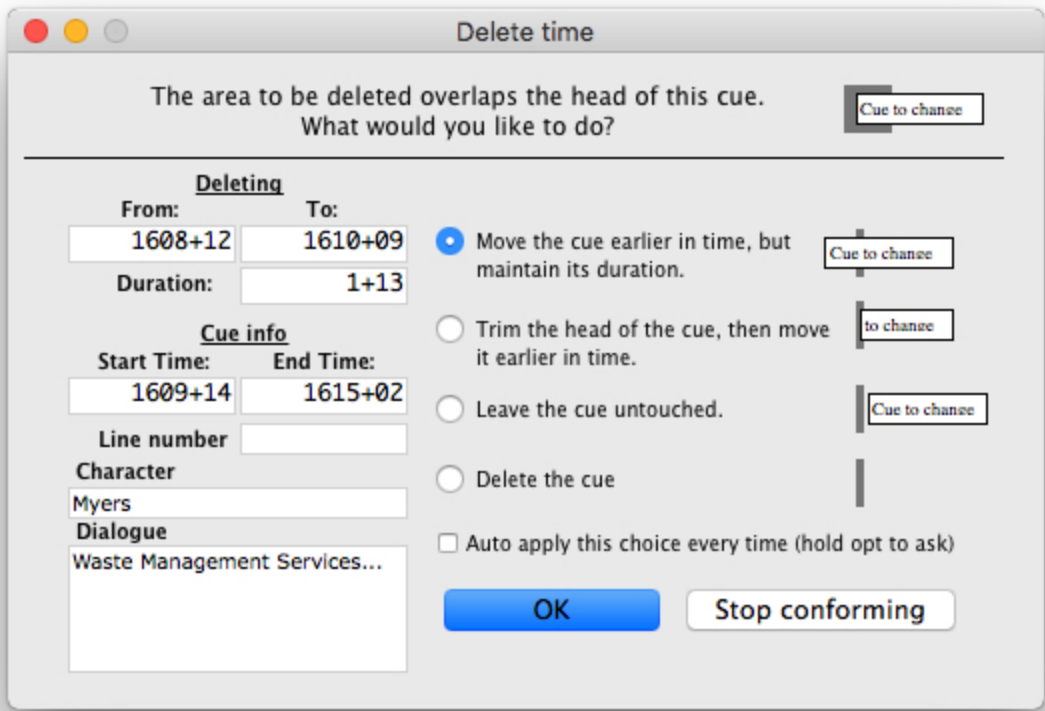 Delete time
The area to be deleted overlaps the head of this cue.
What would you like to do?
Cue to change
Deleting
From: To:
1608+12 1610+09
Duration: 1+13
Cue info
Start Time: End Time:
1609+14 1615+02
Line number
Character
Myers
Dialogue
Waste Management Services...
Move the cue earlier in time, but
maintain its duration.
Cue to change
Trim the head of the cue, then move
it earlier in time.
to change
Leave the cue untouched.
Cue to change
Delete the cue
Auto apply this choice every time (hold opt to ask)
OK Stop conforming